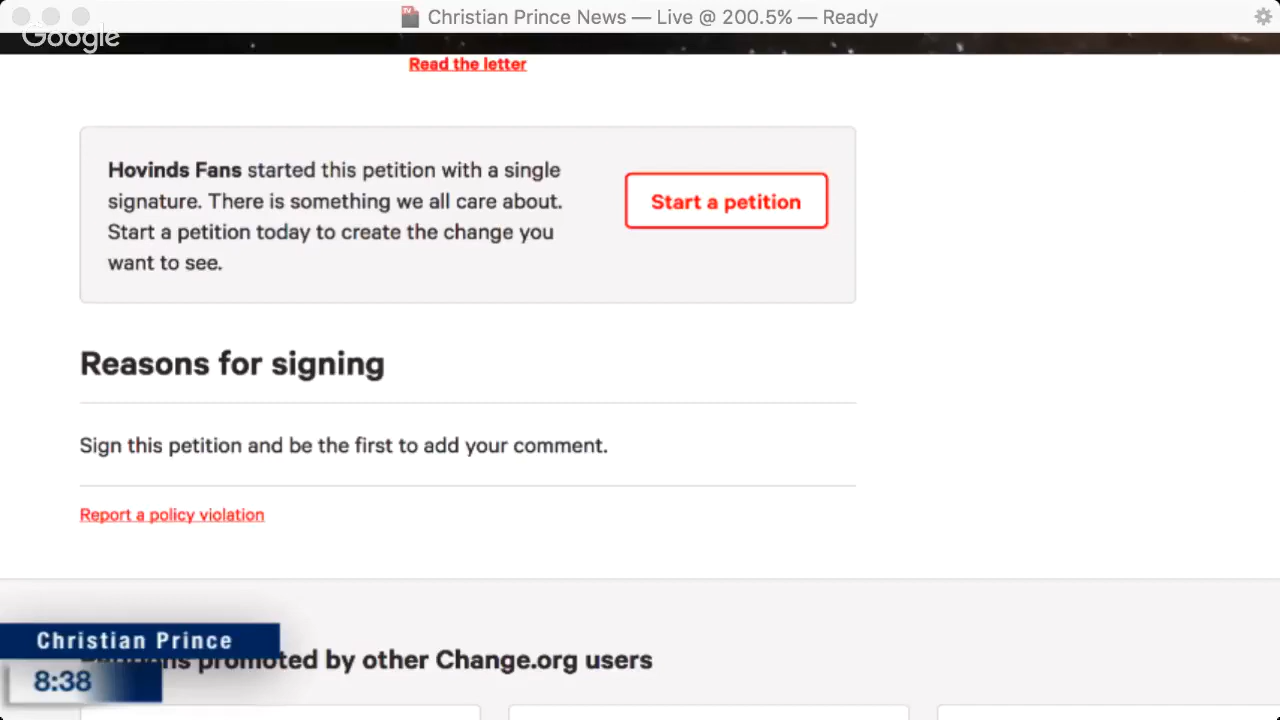 Christian Prince News — Live @ 200.5% — Ready
Google
Read the letter
Hovinds Fans started this petition with a single
signature. There is something we all care about.
Start a petition today to create the change you
want to see.
Start a petition
Reasons for signing
Sign this petition and be the first to add your comment.
Report a policy violation
Christian Prince
promoted by other Change.org users
8:38